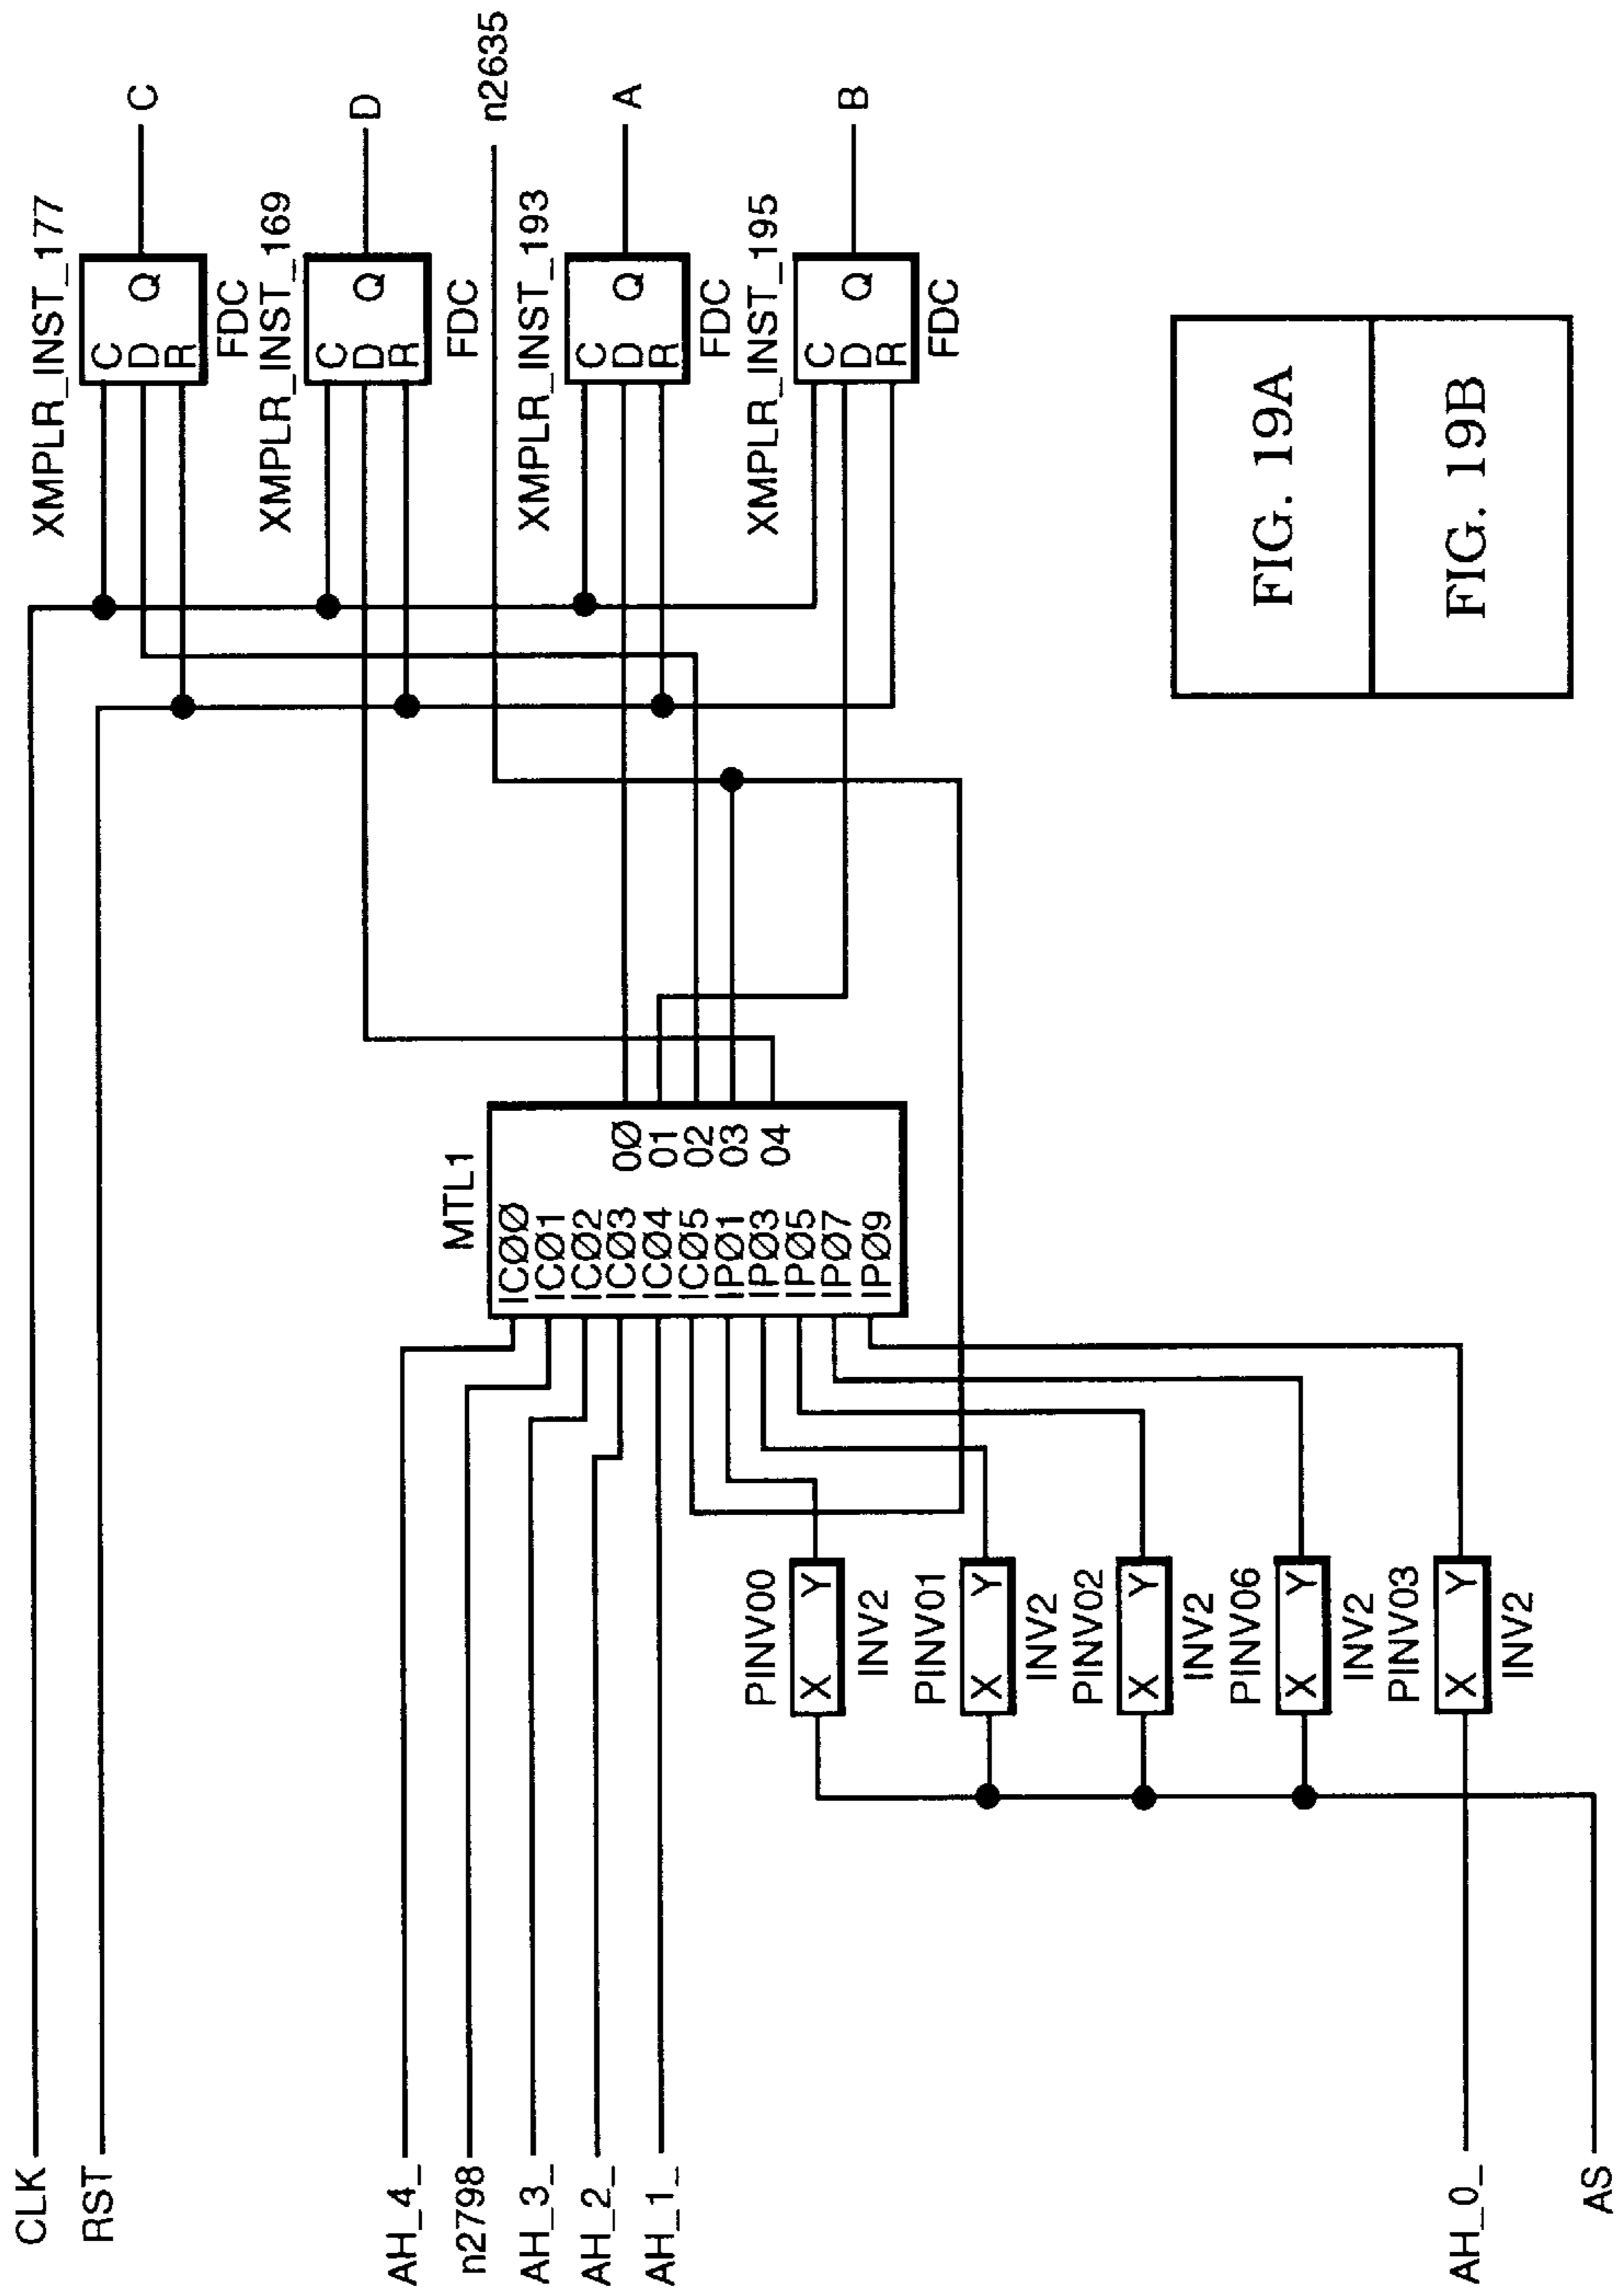 CLK
RST
AH_4_
n2798
AH_3_
AH_2_
AH_1_
AH_0_
AS
PINV00
X Y
INV2
PINV01
X Y
INV2
PINV02
X Y
INV2
PINV06
X Y
INV2
PINV03
X Y
INV2
MTL1
ICØØ
ICØ1
ICØ2
ICØ3
ICØ4
ICØ5
IPØ1
IPØ3
IPØ5
IPØ7
IPØ9
0Ø
01
02
03
04
XMPLR_INST_177
C
D Q
R
FDC
C
XMPLR_INST_169
C
D Q
R
FDC
D
n2635
XMPLR_INST_193
C
D Q
R
FDC
A
XMPLR_INST_195
C
D Q
R
FDC
B
FIG. 19A
FIG. 19B